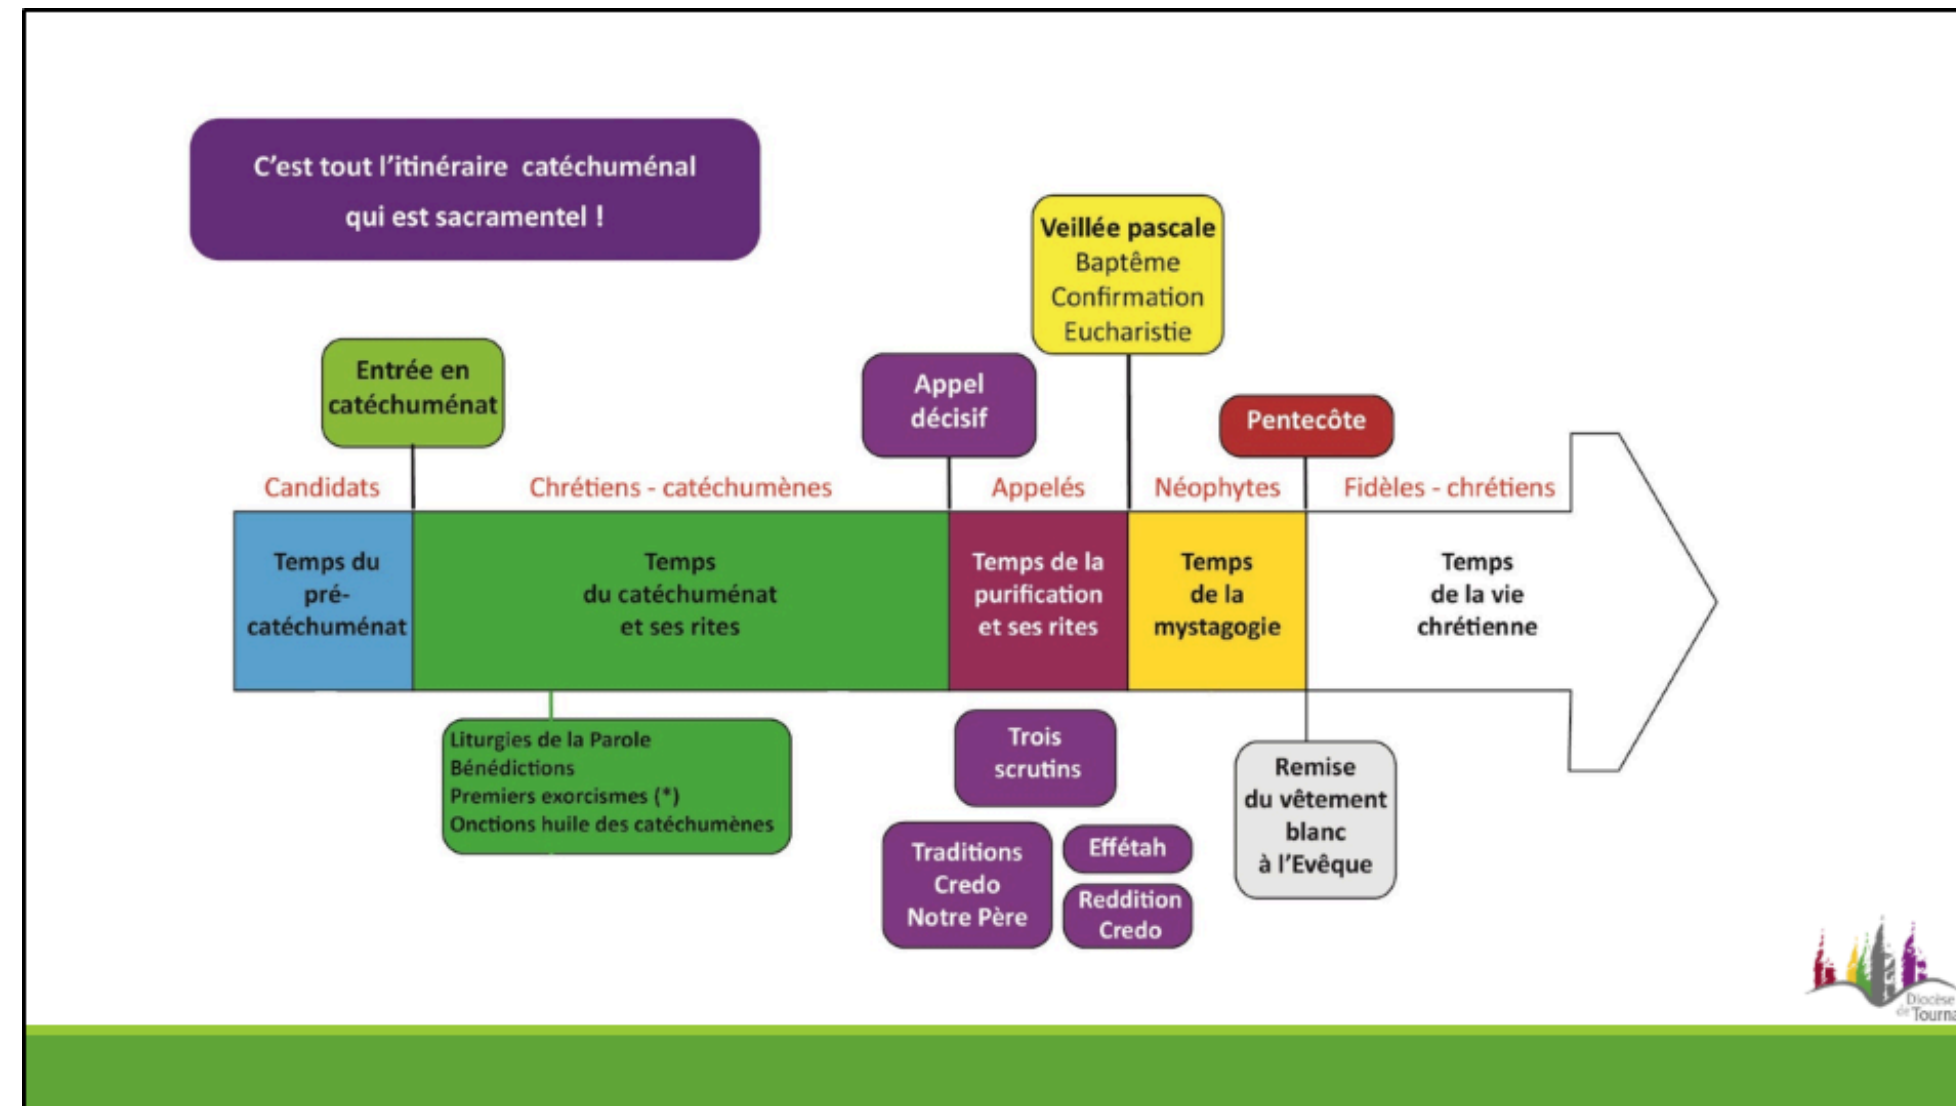 C'est tout l'itinéraire catéchuménal
qui est sacramentel !
Veillée pascale
Baptême
Confirmation
Eucharistie
Entrée en
catéchuménat
Appel
décisif
Pentecôte
Candidats
Chrétiens - catéchumènes
Appelés
Néophytes
Fidèles - chrétiens
Temps du
pré-
catéchuménat
Temps
du catéchuménat
et ses rites
Temps de la
purification
et ses rites
Temps
de la
mystagogie
Temps
de la vie
chrétienne
Liturgies de la Parole
Bénédictions
Premiers exorcismes (*)
Onctions huile des catéchumènes
Trois
scrutins
Traditions
Credo
Notre Père
Effétah
Reddition
Credo
Remise
du vêtement
blanc
à l'Evêque
Diocèse
de Tourna